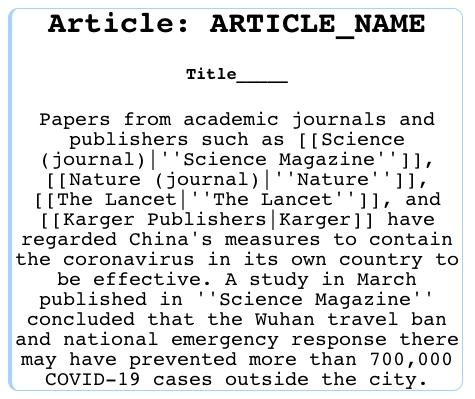 Article: ARTICLE_NAME
Title_____
Papers from academic journals and
publishers such as [[Science
(journal)|''Science Magazine'']],
[[Nature (journal)|''Nature'']],
[[The Lancet|''The Lancet'']], and
[[Karger Publishers|Karger]] have
regarded China's measures to contain
the coronavirus in its own country to
be effective. A study in March
published in ''Science Magazine''
concluded that the Wuhan travel ban
and national emergency response there
may have prevented more than 700,000
COVID-19 cases outside the city.